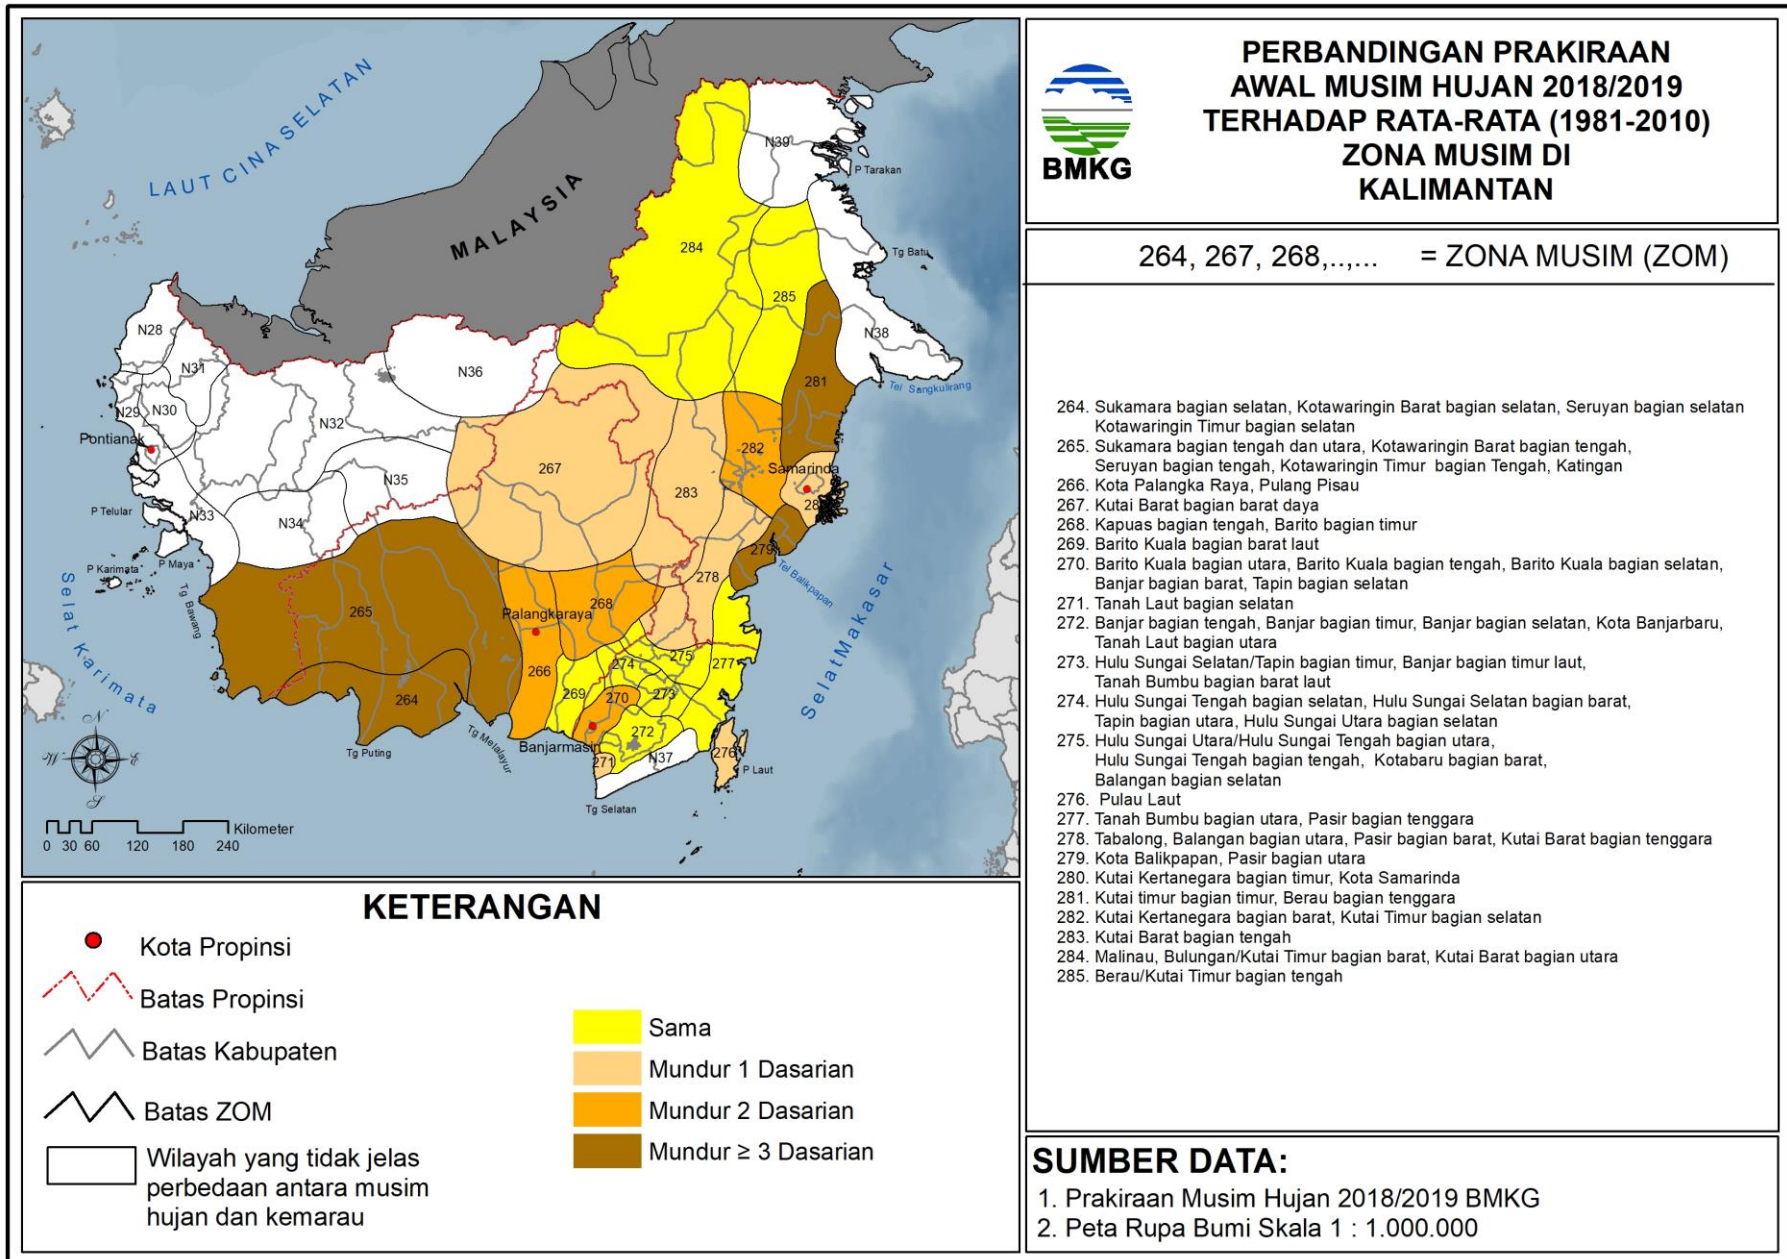 PERBANDINGAN PRAKIRAAN
AWAL MUSIM HUJAN 2018/2019
TERHADAP RATA-RATA (1981-2010)
ZONA MUSIM DI
KALIMANTAN
BMKG
264, 267, 268,..,... = ZONA MUSIM (ZOM)
264. Sukamara bagian selatan, Kotawaringin Barat bagian selatan, Seruyan bagian selatan
Kotawaringin Timur bagian selatan
265. Sukamara bagian tengah dan utara, Kotawaringin Barat bagian tengah,
Seruyan bagian tengah, Kotawaringin Timur bagian Tengah, Katingan
266. Kota Palangka Raya, Pulang Pisau
267. Kutai Barat bagian barat daya
268. Kapuas bagian tengah, Barito bagian timur
269. Barito Kuala bagian barat laut
270. Barito Kuala bagian utara, Barito Kuala bagian tengah, Barito Kuala bagian selatan,
Banjar bagian barat, Tapin bagian selatan
271. Tanah Laut bagian selatan
272. Banjar bagian tengah, Banjar bagian timur, Banjar bagian selatan, Kota Banjarbaru,
Tanah Laut bagian utara
273. Hulu Sungai Selatan/Tapin bagian timur, Banjar bagian timur laut,
Tanah Bumbu bagian barat laut
274. Hulu Sungai Tengah bagian selatan, Hulu Sungai Selatan bagian barat,
Tapin bagian utara, Hulu Sungai Utara bagian selatan
275. Hulu Sungai Utara/Hulu Sungai Tengah bagian utara,
Hulu Sungai Tengah bagian tengah, Kotabaru bagian barat,
Balangan bagian selatan
276. Pulau Laut
277. Tanah Bumbu bagian utara, Pasir bagian tenggara
278. Tabalong, Balangan bagian utara, Pasir bagian barat, Kutai Barat bagian tenggara
279. Kota Balikpapan, Pasir bagian utara
280. Kutai Kertanegara bagian timur, Kota Samarinda
281. Kutai timur bagian timur, Berau bagian tenggara
282. Kutai Kertanegara bagian barat, Kutai Timur bagian selatan
283. Kutai Barat bagian tengah
284. Malinau, Bulungan/Kutai Timur bagian barat, Kutai Barat bagian utara
285. Berau/Kutai Timur bagian tengah
SUMBER DATA:
1. Prakiraan Musim Hujan 2018/2019 BMKG
2. Peta Rupa Bumi Skala 1 : 1.000.000
LAUT CINA SELATAN
MALAYSIA
N39
P Tarakan
284
Tg Batu
285
N28
N38
N31
N36
281
Tel Sangkulirang
N29
N30
N32
Pontianak
282
267
Samarinda
N35
283
P Telular
N33
N34
279
Tel Balikpapan
P Karimata
P Maya
278
Selat Karimata
Tg Bawang
265
268
Palangkaraya
Selat Makasar
274
275
277
266
269
270
273
264
272
Tg Melalayur
Tg Puting
Banjarmasin
276
271
N37
P Laut
Tg Selatan
N
W
E
S
Kilometer
0 30 60 120 180 240
KETERANGAN
Kota Propinsi
Batas Propinsi
Batas Kabupaten
Batas ZOM
Wilayah yang tidak jelas
perbedaan antara musim
hujan dan kemarau
Sama
Mundur 1 Dasarian
Mundur 2 Dasarian
Mundur ≥ 3 Dasarian